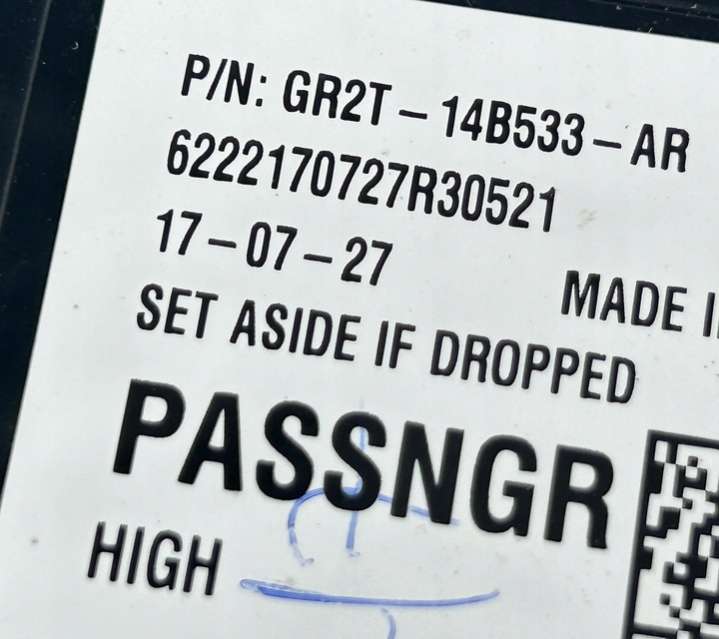 P/N: GR2T-14B533-AR
6222170727R30521
17-07-27
MADE I
SET ASIDE IF DROPPED
PASSNGR
HIGH